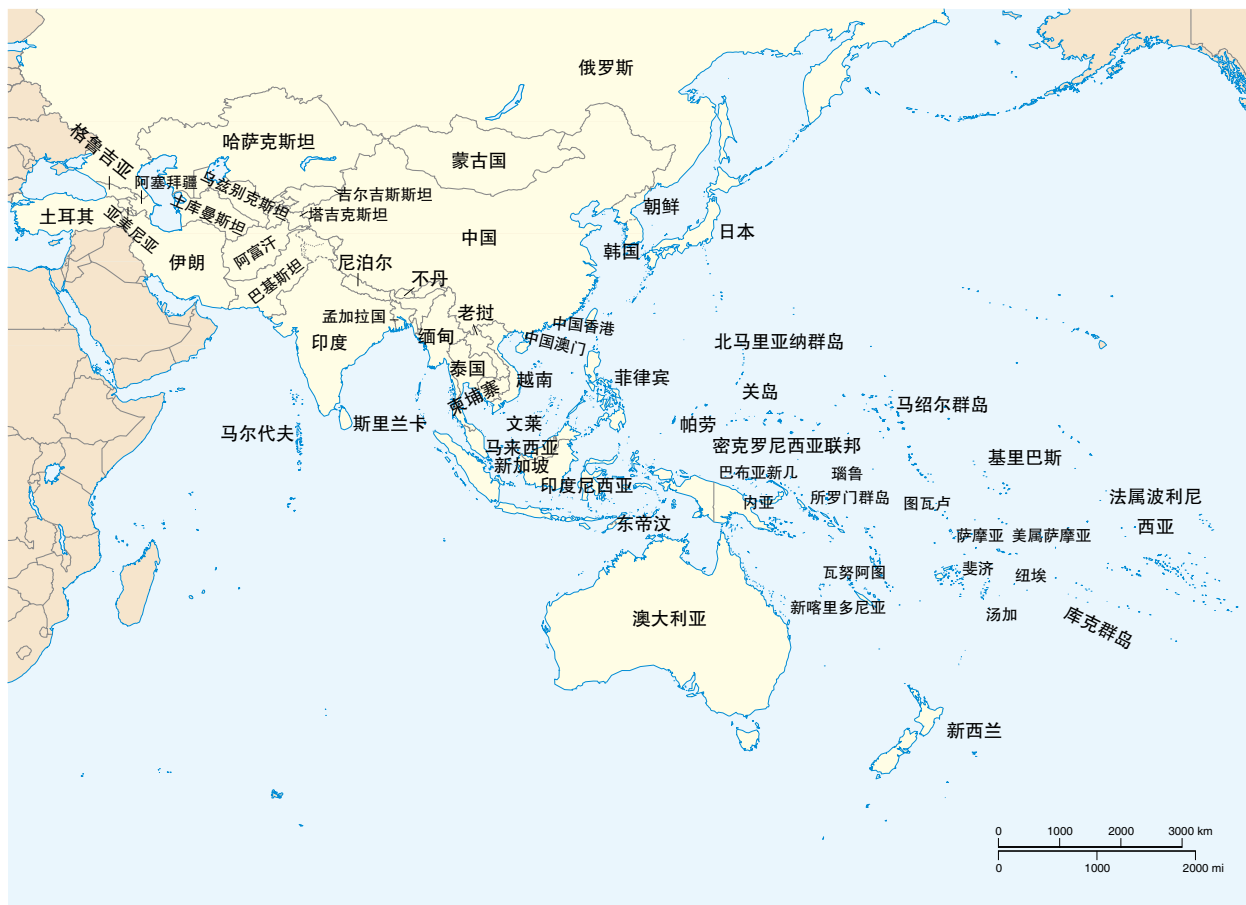 俄罗斯
格鲁吉亚
哈萨克斯坦
蒙古国
阿塞拜疆
乌兹别克斯坦
吉尔吉斯斯坦
土库曼斯坦
塔吉克斯坦
土耳其
亚美尼亚
朝鲜
日本
中国
韩国
伊朗
阿富汗
巴基斯坦
尼泊尔
不丹
孟加拉国
老挝
印度
缅甸
中国香港
中国澳门
北马里亚纳群岛
泰国
越南
菲律宾
柬埔寨
关岛
马绍尔群岛
斯里兰卡
马尔代夫
文莱
帕劳
马来西亚
密克罗尼西亚联邦
新加坡
基里巴斯
印度尼西亚
巴布亚新几
内亚
瑙鲁
所罗门群岛
图瓦卢
法属波利尼
西亚
东帝汶
萨摩亚
美属萨摩亚
瓦努阿图
斐济
纽埃
新喀里多尼亚
汤加
库克群岛
澳大利亚
新西兰
0 1000 2000 3000 km
0 1000 2000 mi